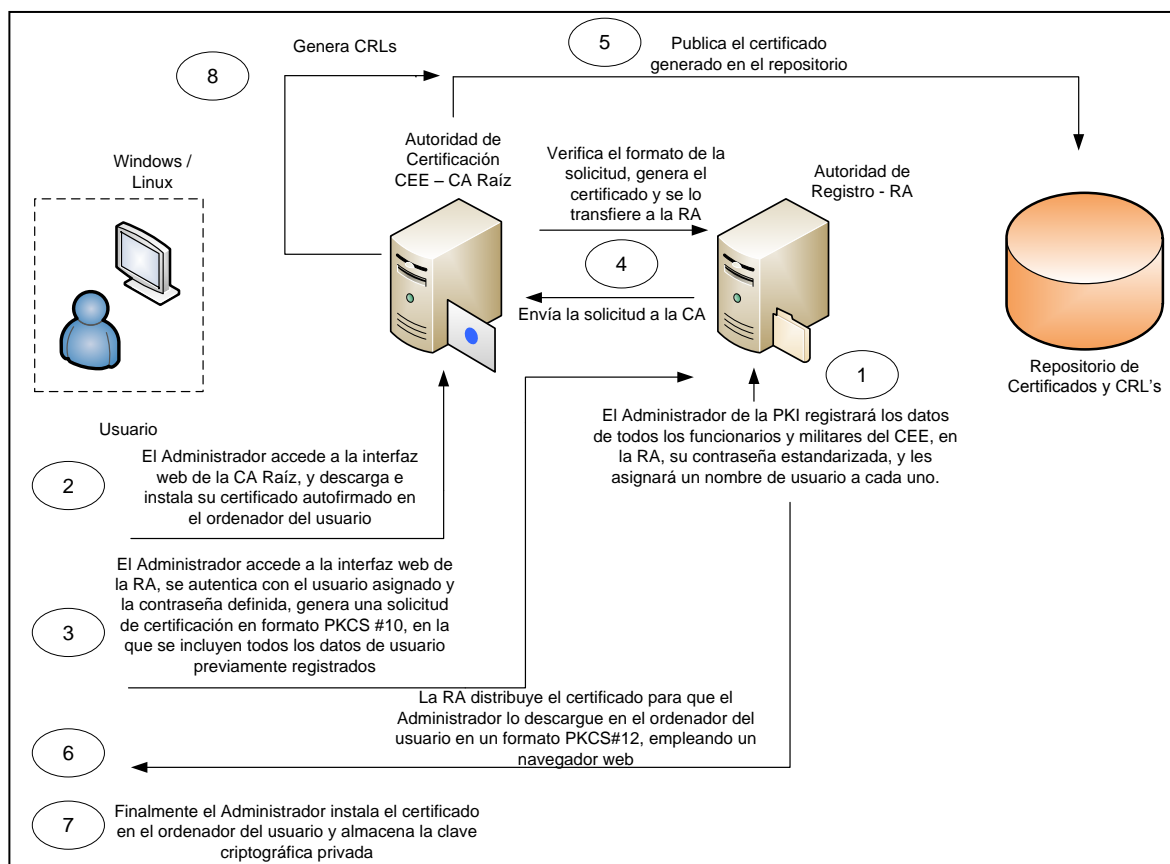 Genera CRLs
8
5
Publica el certificado
generado en el repositorio
Windows /
Linux
Autoridad de
Certificación
CEE – CA Raíz
Verifica el formato de la
solicitud, genera el
certificado y se lo
transfiere a la RA
Autoridad de
Registro - RA
4
Envía la solicitud a la CA
Repositorio de
Certificados y CRL's
1
El Administrador de la PKI registrará los datos
de todos los funcionarios y militares del CEE, en
la RA, su contraseña estandarizada, y les
asignará un nombre de usuario a cada uno.
Usuario
2
El Administrador accede a la interfaz
web de la CA Raíz, y descarga e
instala su certificado autofirmado en
el ordenador del usuario
3
El Administrador accede a la interfaz web de
la RA, se autentica con el usuario asignado y
la contraseña definida, genera una solicitud
de certificación en formato PKCS #10, en la
que se incluyen todos los datos de usuario
previamente registrados
La RA distribuye el certificado para que el
Administrador lo descargue en el ordenador del
usuario en un formato PKCS#12, empleando un
navegador web
6
7
Finalmente el Administrador instala el certificado
en el ordenador del usuario y almacena la clave
criptográfica privada